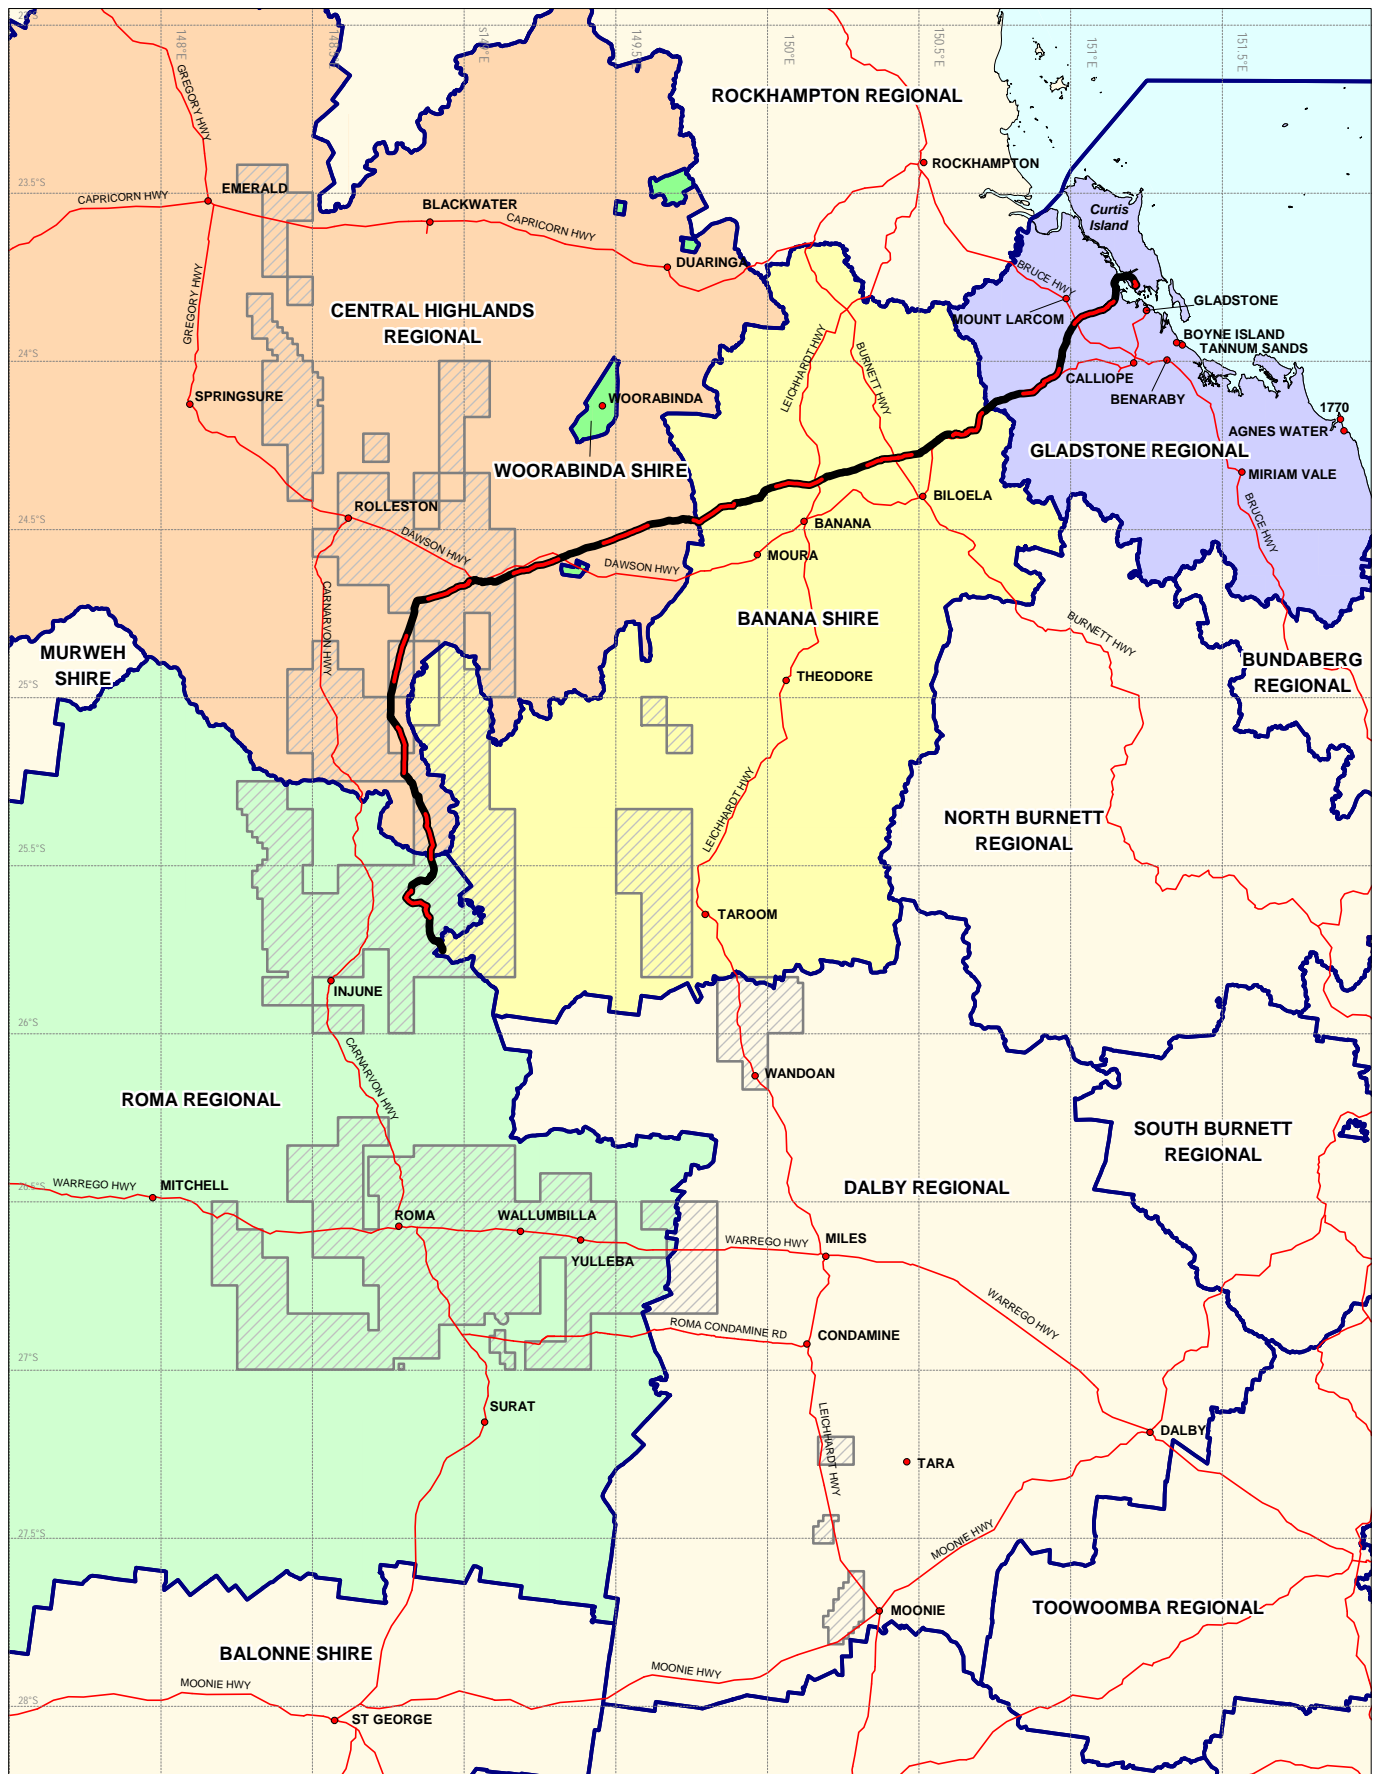 148°E
149°E
149.5°E
150°E
150.5°E
151°E
151.5°E
GREGORY HWY
ROCKHAMPTON REGIONAL
ROCKHAMPTON
23.5°S
EMERALD
CAPRICORN HWY
BLACKWATER
CAPRICORN HWY
Curtis
Island
DUARINGA
BRUCE HWY
GREGORY HWY
CENTRAL HIGHLANDS
REGIONAL
GLADSTONE
MOUNT LARCOM
BOYNE ISLAND
TANNUM SANDS
24°S
LEICHHARDT HWY
BURNETT HWY
CALLIOPE
BENARABY
SPRINGSURE
WOORABINDA
1770
AGNES WATER
GLADSTONE REGIONAL
WOORABINDA SHIRE
MIRIAM VALE
BILOELA
ROLLESTON
BRUCE HWY
24.5°S
BANANA
DAWSON HWY
MOURA
DAWSON HWY
CARNARVON HWY
BANANA SHIRE
BURNETT HWY
MURWEH
SHIRE
BUNDABERG
REGIONAL
THEODORE
25°S
LEICHHARDT HWY
NORTH BURNETT
REGIONAL
25.5°S
TAROOM
INJUNE
26°S
CARNARVON HWY
WANDOAN
ROMA REGIONAL
SOUTH BURNETT
REGIONAL
WARREGO HWY
MITCHELL
DALBY REGIONAL
26.5°S
ROMA
WALLUMBILLA
WARREGO HWY
MILES
YULLEBA
WARREGO HWY
ROMA CONDAMINE RD
CONDAMINE
27°S
SURAT
LEICHHARDT HWY
DALBY
TARA
27.5°S
MOONIE HWY
MOONIE
TOOWOOMBA REGIONAL
BALONNE SHIRE
MOONIE HWY
MOONIE HWY
28°S
ST GEORGE